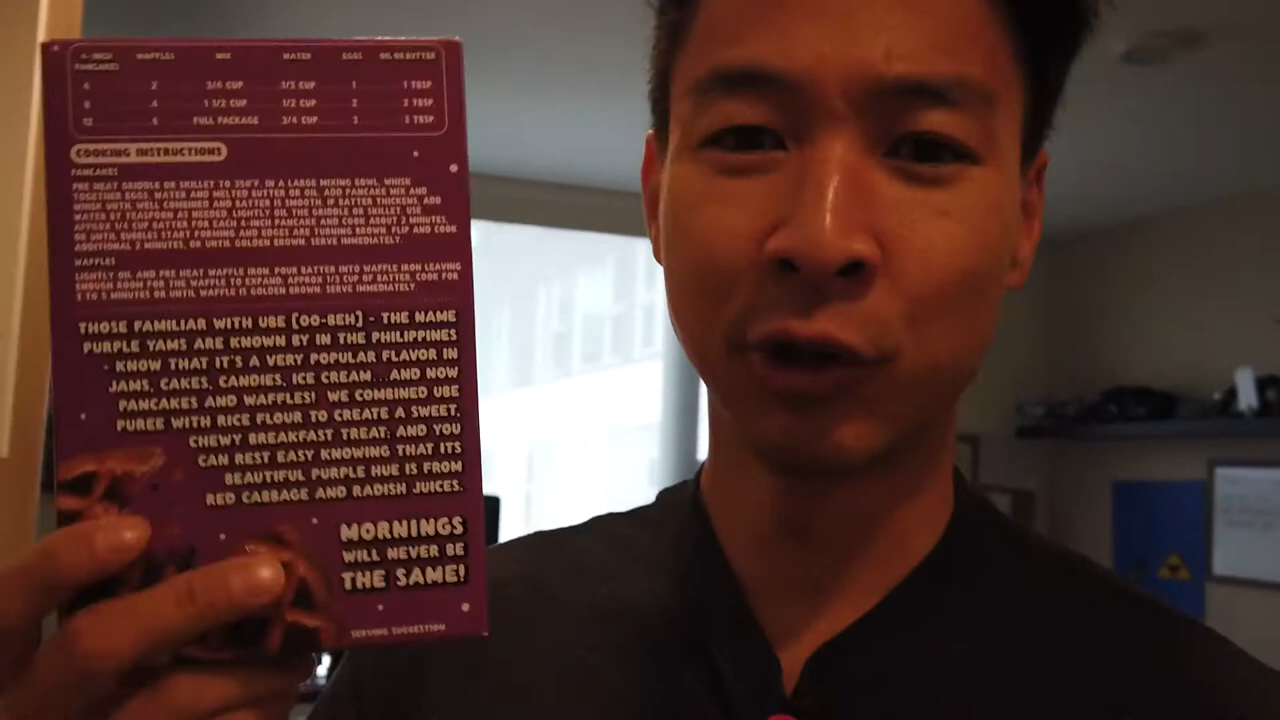 4-INCH PANCAKES WAFFLES MIX WATER EGGS OIL OR BUTTER
4 2 3/4 CUP 1/3 CUP 1 1 TBSP
8 4 1 1/2 CUP 1/2 CUP 2 2 TBSP
12 6 FULL PACKAGE 3/4 CUP 3 3 TBSP
COOKING INSTRUCTIONS
PANCAKES
PRE HEAT GRIDDLE OR SKILLET TO 350°F. IN A LARGE MIXING BOWL, WHISK
TOGETHER EGGS, WATER AND MELTED BUTTER OR OIL. ADD PANCAKE MIX AND
WHISK UNTIL WELL COMBINED AND BATTER IS SMOOTH. IF BATTER THICKENS, ADD
WATER BY TEASPOON AS NEEDED. LIGHTLY OIL THE GRIDDLE OR SKILLET. USE
APPROX 1/4 CUP BATTER FOR EACH 4-INCH PANCAKE AND COOK ABOUT 2 MINUTES,
OR UNTIL BUBBLES START FORMING AND EDGES ARE TURNING BROWN. FLIP AND COOK
ADDITIONAL 2 MINUTES, OR UNTIL GOLDEN BROWN. SERVE IMMEDIATELY.
WAFFLES
LIGHTLY OIL AND PRE HEAT WAFFLE IRON. POUR BATTER INTO WAFFLE IRON LEAVING
ENOUGH ROOM FOR THE WAFFLE TO EXPAND; APPROX 1/3 CUP OF BATTER. COOK FOR
3 TO 5 MINUTES OR UNTIL WAFFLE IS GOLDEN BROWN. SERVE IMMEDIATELY.
THOSE FAMILIAR WITH UBE [OO-BEH] - THE NAME
PURPLE YAMS ARE KNOWN BY IN THE PHILIPPINES
- KNOW THAT IT'S A VERY POPULAR FLAVOR IN
JAMS, CAKES, CANDIES, ICE CREAM...AND NOW
PANCAKES AND WAFFLES! WE COMBINED UBE
PUREE WITH RICE FLOUR TO CREATE A SWEET,
CHEWY BREAKFAST TREAT; AND YOU
CAN REST EASY KNOWING THAT ITS
BEAUTIFUL PURPLE HUE IS FROM
RED CABBAGE AND RADISH JUICES.
MORNINGS
WILL NEVER BE
THE SAME!
SERVING SUGGESTION